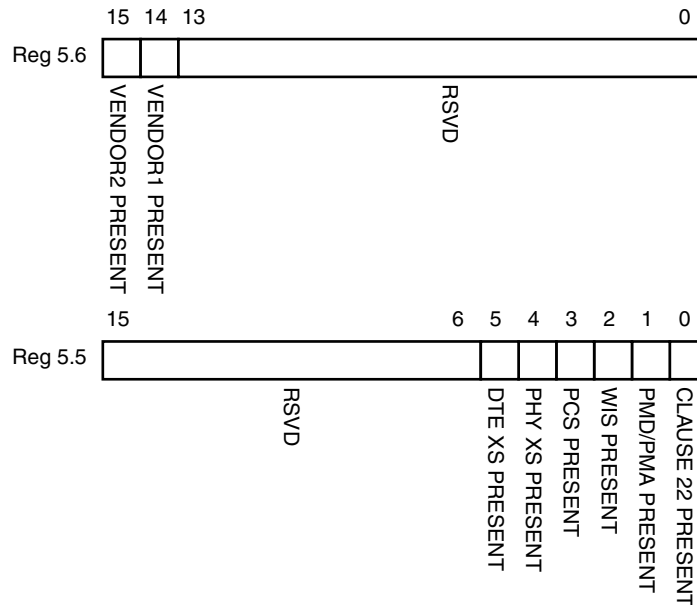 15 14 13 0
Reg 5.6
VENDOR2 PRESENT
VENDOR1 PRESENT
RSVD
15 6 5 4 3 2 1 0
Reg 5.5
RSVD
DTE XS PRESENT
PHY XS PRESENT
PCS PRESENT
WIS PRESENT
PMD/PMA PRESENT
CLAUSE 22 PRESENT